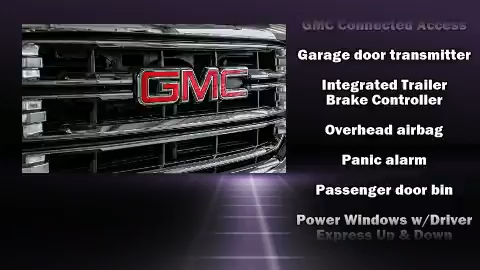 GMC Connected Access
Garage door transmitter
GMC
Integrated Trailer
Brake Controller
Overhead airbag
Panic alarm
Passenger door bin
Power Windows w/Driver
Express Up & Down